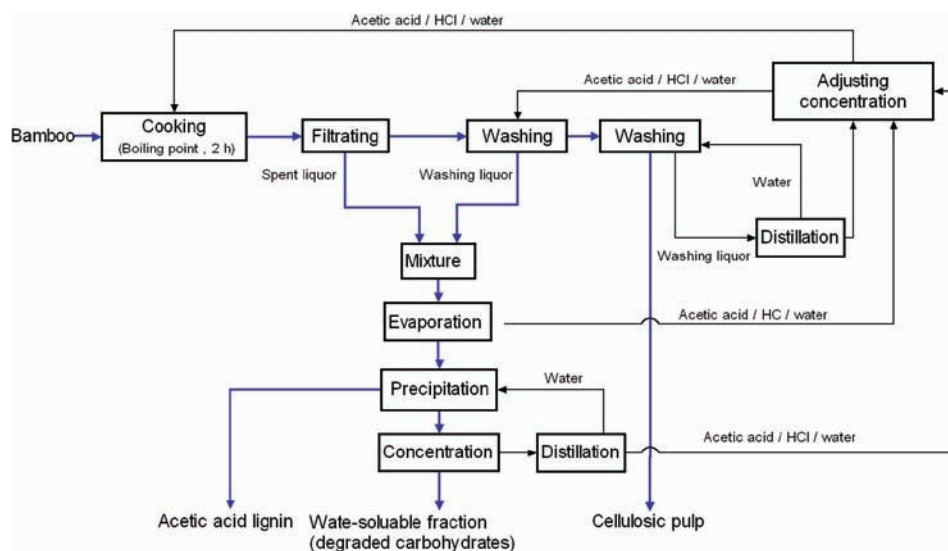 Acetic acid / HCl / water
Acetic acid / HCl / water
Adjusting
concentration
Bamboo
Cooking
(Boiling point , 2 h)
Filtrating
Washing
Washing
Spent liquor
Washing liquor
Water
Distillation
Washing liquor
Mixture
Evaporation
Acetic acid / HC / water
Precipitation
Water
Concentration
Distillation
Acetic acid / HCl / water
Acetic acid lignin
Wate-soluable fraction
(degraded carbohydrates)
Cellulosic pulp